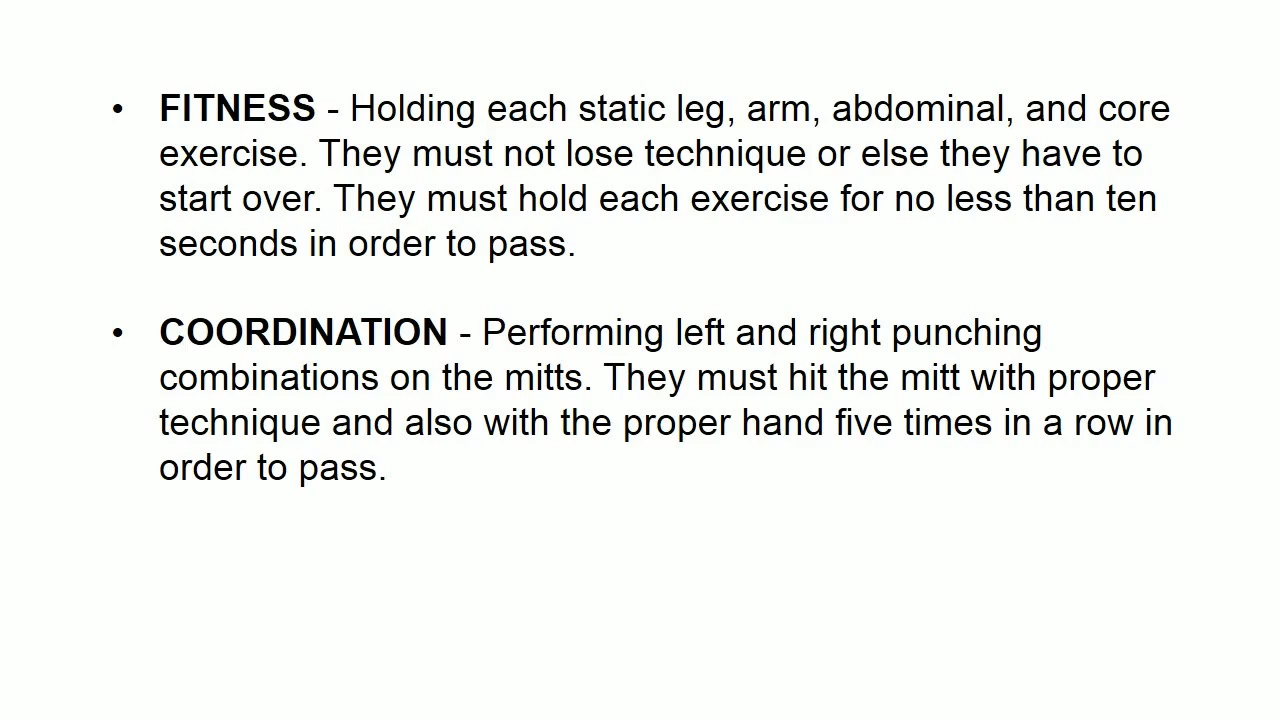 • FITNESS - Holding each static leg, arm, abdominal, and core
exercise. They must not lose technique or else they have to
start over. They must hold each exercise for no less than ten
seconds in order to pass.
• COORDINATION - Performing left and right punching
combinations on the mitts. They must hit the mitt with proper
technique and also with the proper hand five times in a row in
order to pass.